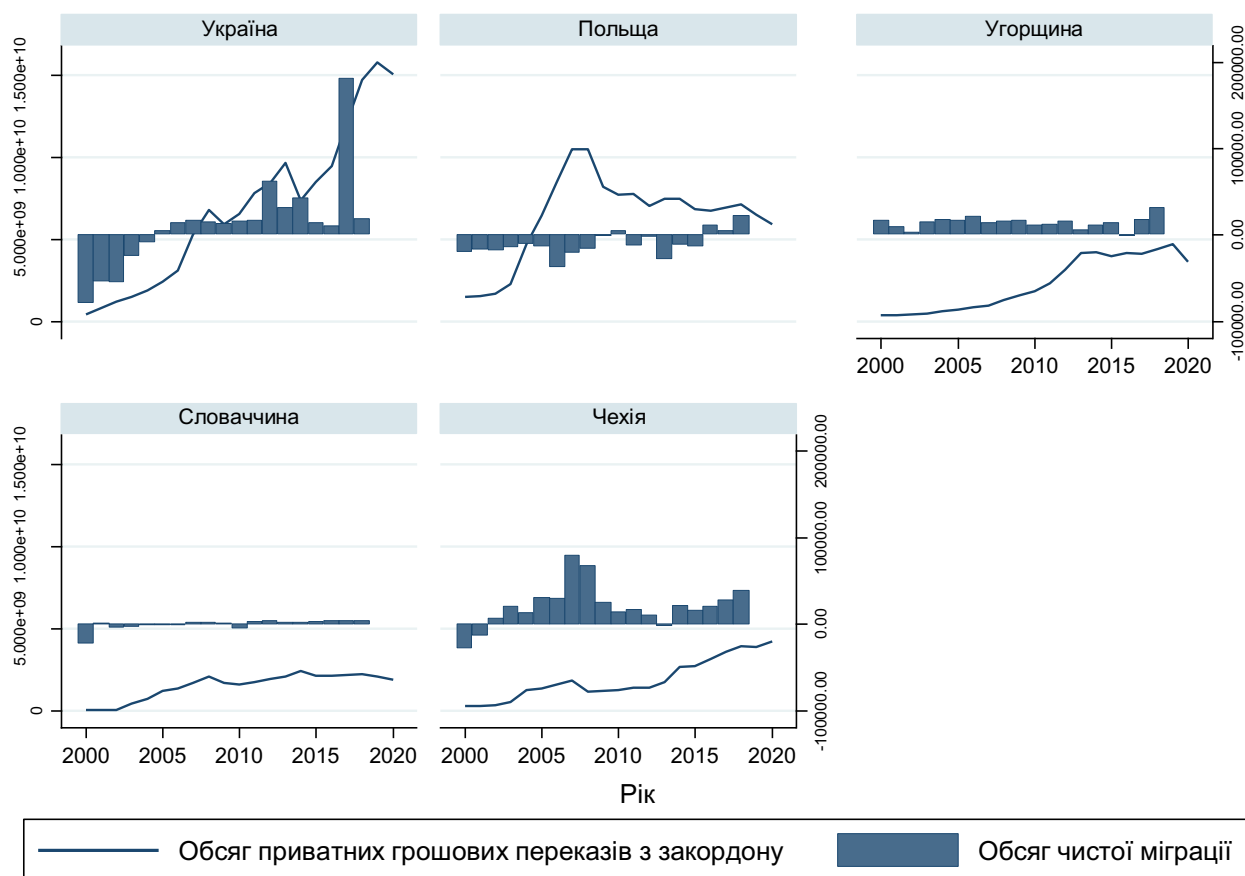 Україна
Польща
Угорщина
0 5.000e+09 1.000e+10 1.500e+10
-100000.00 0.00 100000.00 200000.00
2000 2005 2010 2015 2020
Словаччина
Чехія
0 5.000e+09 1.000e+10 1.500e+10
-100000.00 0.00 100000.00 200000.00
2000 2005 2010 2015 2020
2000 2005 2010 2015 2020
Рік
Обсяг приватних грошових переказів з закордону
Обсяг чистої міграції